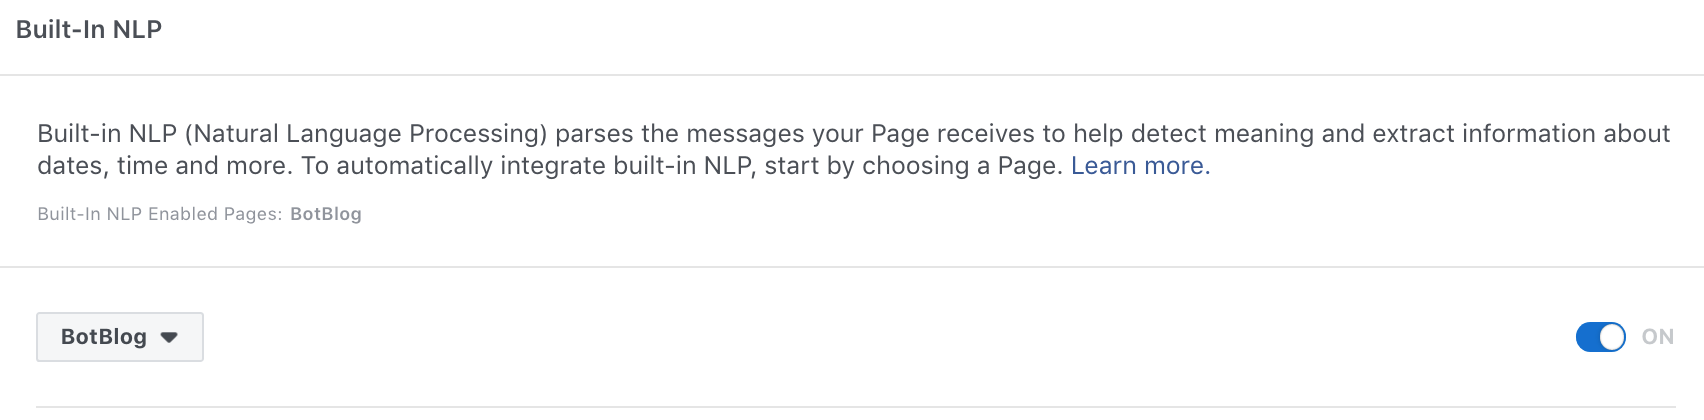 Built-In NLP
Built-in NLP (Natural Language Processing) parses the messages your Page receives to help detect meaning and extract information about
dates, time and more. To automatically integrate built-in NLP, start by choosing a Page. Learn more.
Built-In NLP Enabled Pages: BotBlog
BotBlog
ON